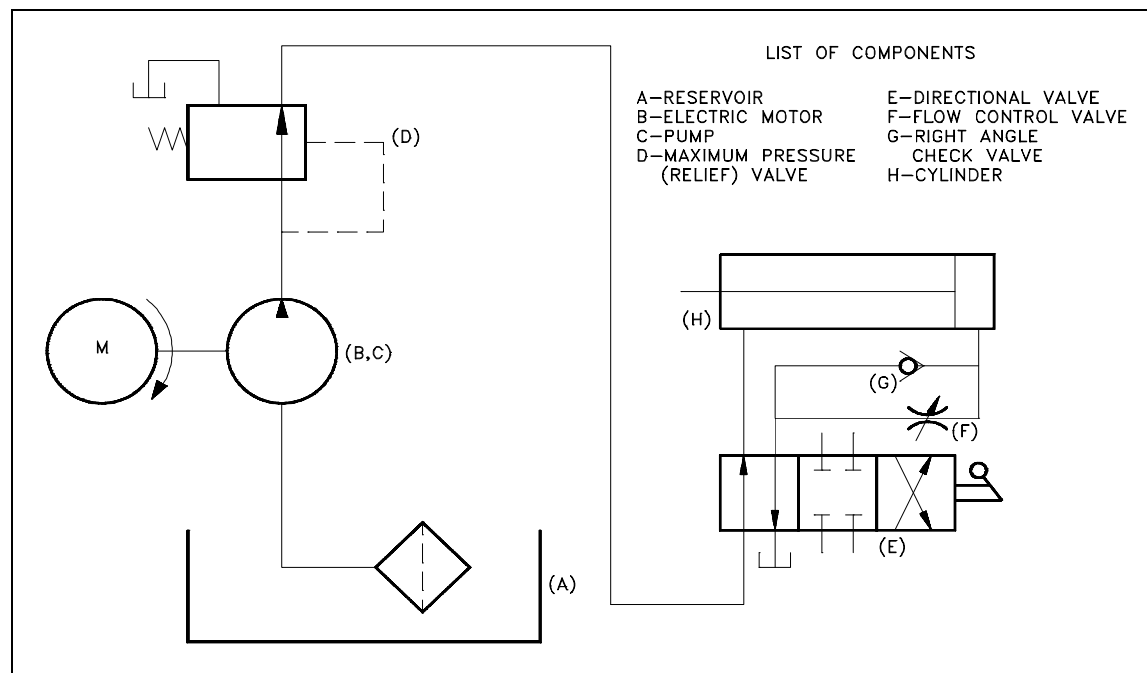 LIST OF COMPONENTS
A-RESERVOIR
B-ELECTRIC MOTOR
C-PUMP
D-MAXIMUM PRESSURE
(RELIEF) VALVE
E-DIRECTIONAL VALVE
F-FLOW CONTROL VALVE
G-RIGHT ANGLE
CHECK VALVE
H-CYLINDER
(D)
M
(B,C)
(H)
(G)
(F)
(E)
(A)